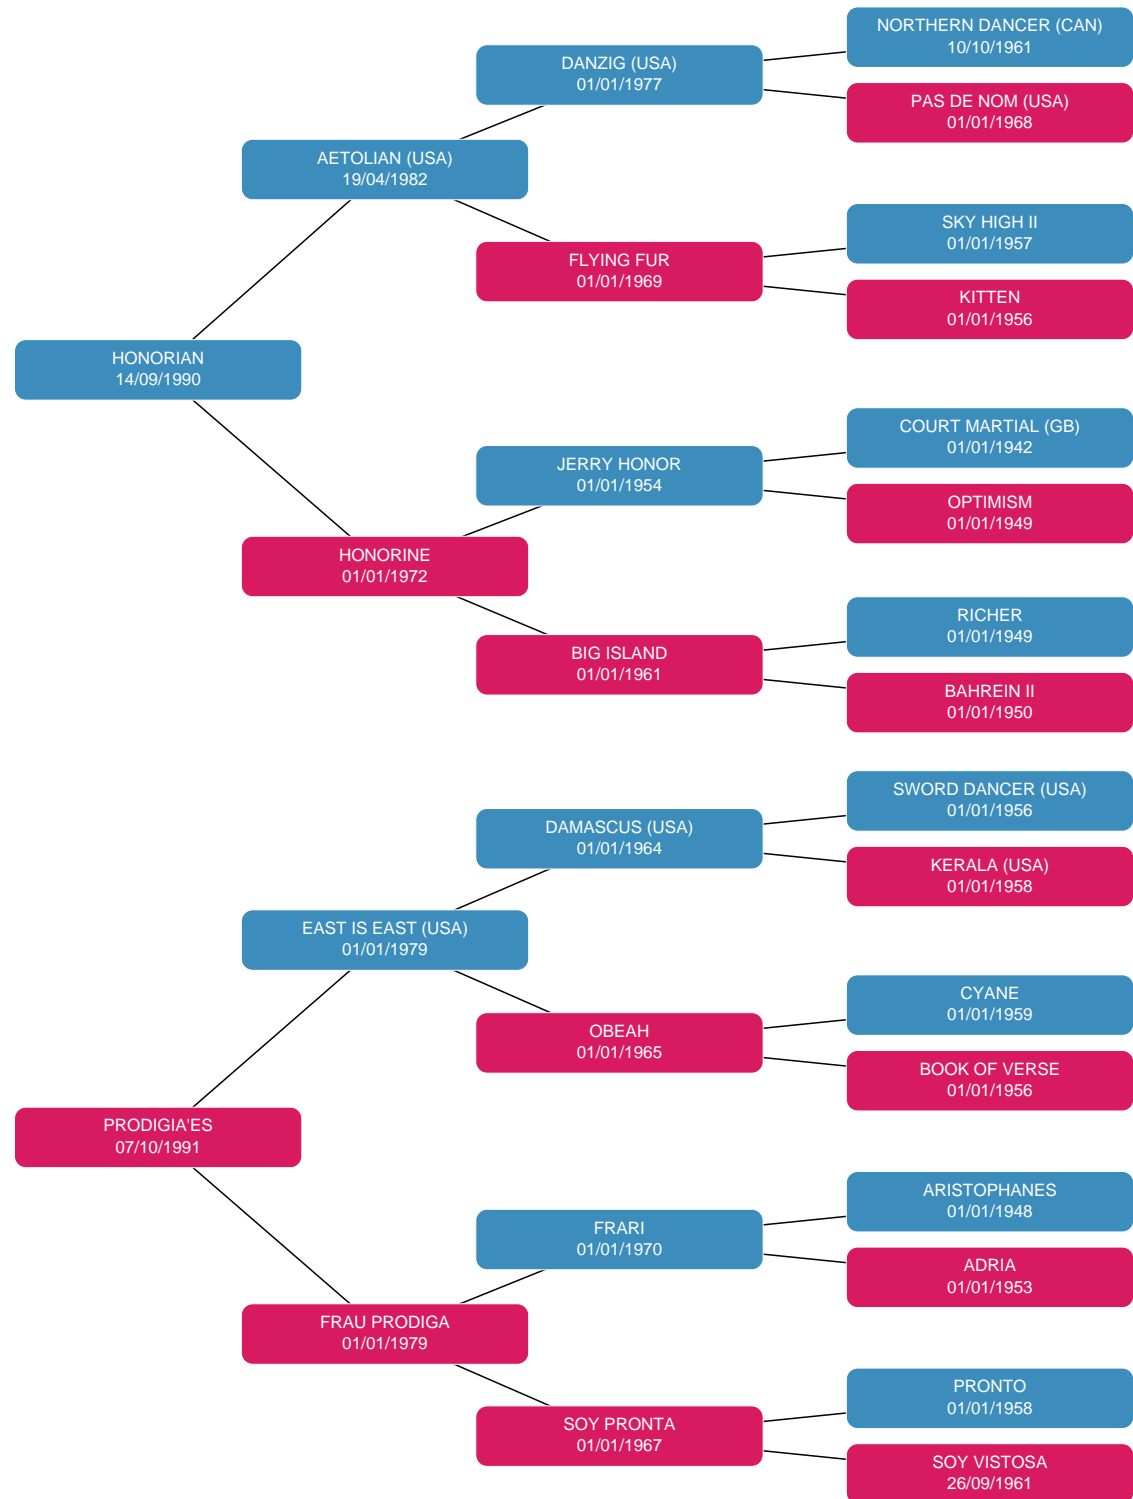 NORTHERN DANCER (CAN)
10/10/1961
DANZIG (USA)
01/01/1977
PAS DE NOM (USA)
01/01/1968
AETOLIAN (USA)
19/04/1982
SKY HIGH II
01/01/1957
FLYING FUR
01/01/1969
KITTEN
01/01/1956
HONORIAN
14/09/1990
COURT MARTIAL (GB)
01/01/1942
JERRY HONOR
01/01/1954
OPTIMISM
01/01/1949
HONORINE
01/01/1972
RICHER
01/01/1949
BIG ISLAND
01/01/1961
BAHREIN II
01/01/1950
SWORD DANCER (USA)
01/01/1956
DAMASCUS (USA)
01/01/1964
KERALA (USA)
01/01/1958
EAST IS EAST (USA)
01/01/1979
CYANE
01/01/1959
OBEAH
01/01/1965
BOOK OF VERSE
01/01/1956
PRODIGIA'ES
07/10/1991
ARISTOPHANES
01/01/1948
FRARI
01/01/1970
ADRIA
01/01/1953
FRAU PRODIGA
01/01/1979
PRONTO
01/01/1958
SOY PRONTA
01/01/1967
SOY VISTOSA
26/09/1961